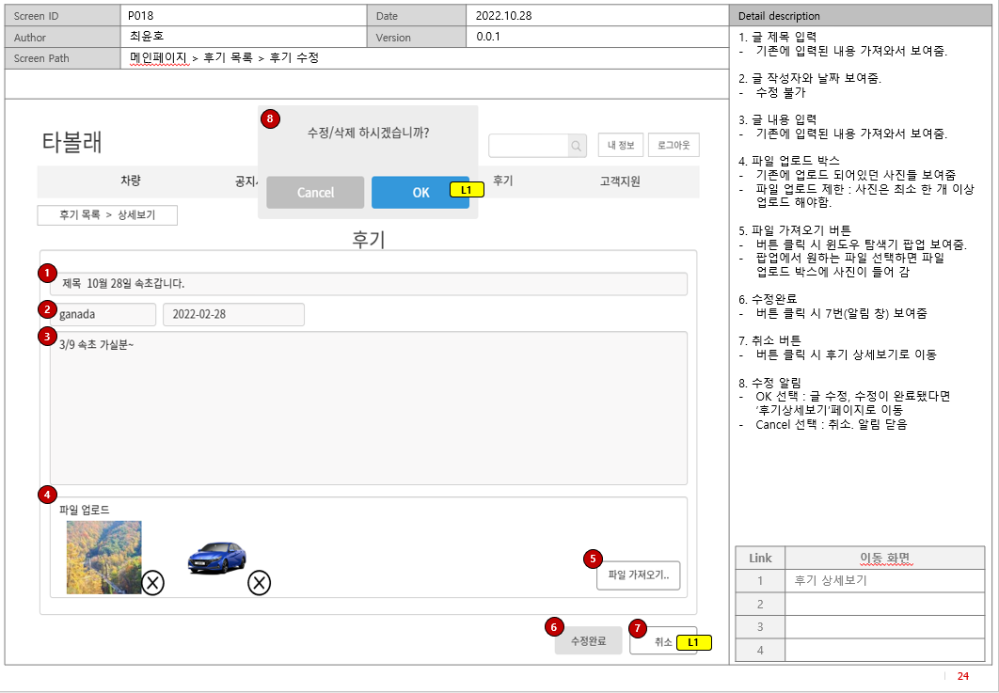 Screen ID P018 Date 2022.10.28
Author 최윤호 Version 0.0.1
Screen Path 메인페이지 > 후기 목록 > 후기 수정
8
수정/삭제 하시겠습니까?
Cancel OK L1
타볼래
내 정보 로그아웃
차량 공지 후기 고객지원
후기 목록 > 상세보기
후기
1
제목 10월 28일 속초갑니다.
2
ganada 2022-02-28
3
3/9 속초 가실분~
4
파일 업로드
X X
5
파일 가져오기..
6
수정완료
7
취소 L1
Detail description
1. 글 제목 입력
- 기존에 입력된 내용 가져와서 보여줌.
2. 글 작성자와 날짜 보여줌.
- 수정 불가
3. 글 내용 입력
- 기존에 입력된 내용 가져와서 보여줌.
4. 파일 업로드 박스
- 기존에 업로드 되어있던 사진들 보여줌
- 파일 업로드 제한 : 사진은 최소 한 개 이상
업로드 해야함.
5. 파일 가져오기 버튼
- 버튼 클릭 시 윈도우 탐색기 팝업 보여줌.
- 팝업에서 원하는 파일 선택하면 파일
업로드 박스에 사진이 들어 감
6. 수정완료
- 버튼 클릭 시 7번(알림 창) 보여줌
7. 취소 버튼
- 버튼 클릭 시 후기 상세보기로 이동
8. 수정 알림
- OK 선택 : 글 수정, 수정이 완료됐다면
‘후기상세보기’페이지로 이동
- Cancel 선택 : 취소. 알림 닫음
Link 이동 화면
1 후기 상세보기
2
3
4
24